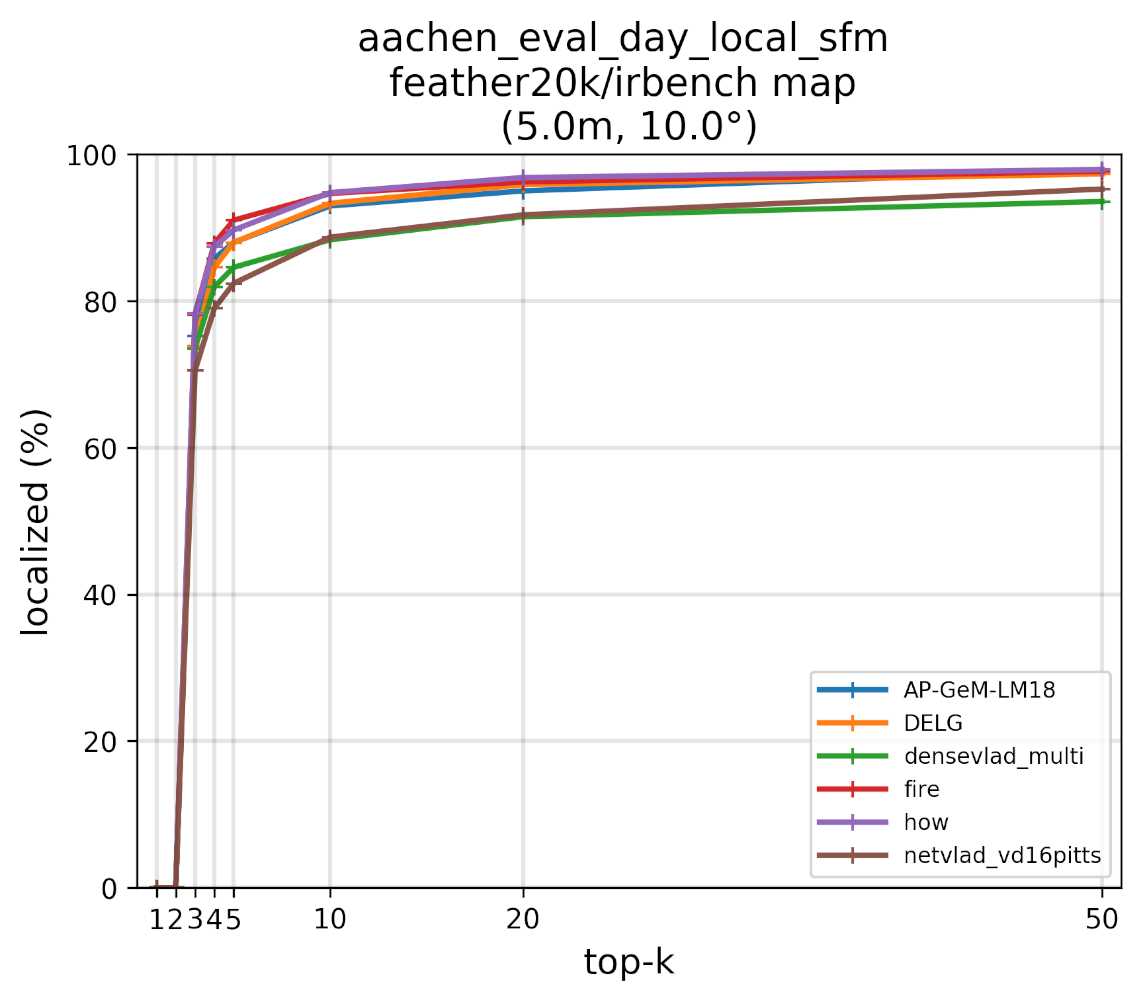 aachen_eval_day_local_sfm
feather20k/irbench map
(5.0m, 10.0°)
100
80
60
40
20
0
localized (%)
1 2 3 4 5 10 20 50
top-k
AP-GeM-LM18
DELG
densevlad_multi
fire
how
netvlad_vd16pitts